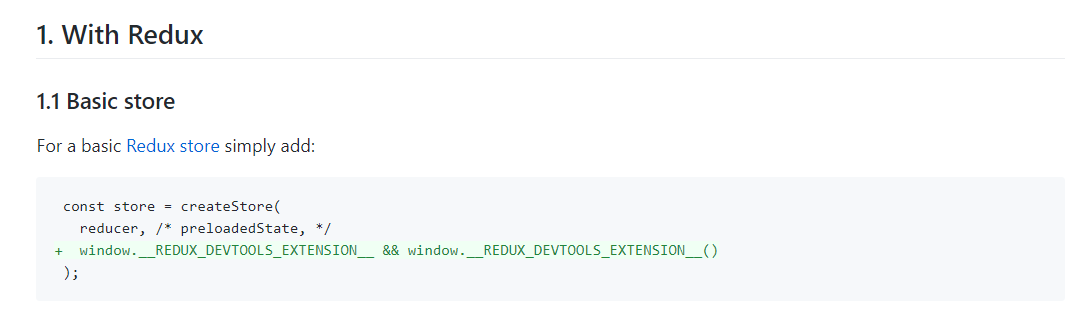 1. With Redux
1.1 Basic store
For a basic Redux store simply add:
const store = createStore(
reducer, /* preloadedState, */
+ window.__REDUX_DEVTOOLS_EXTENSION__ && window.__REDUX_DEVTOOLS_EXTENSION__()
);